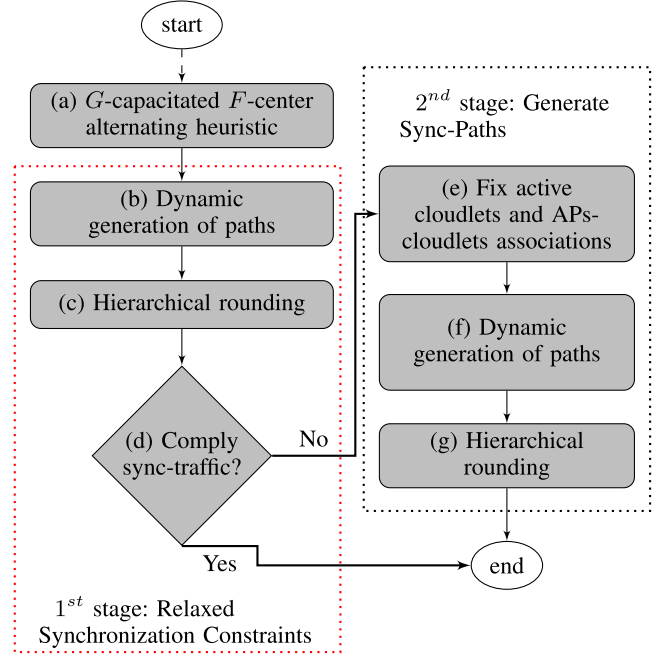 start
(a) G-capacitated F-center
alternating heuristic
(b) Dynamic
generation of paths
(c) Hierarchical rounding
(d) Comply
sync-traffic?
No
Yes
1st stage: Relaxed
Synchronization Constraints
2nd stage: Generate
Sync-Paths
(e) Fix active
cloudlets and APs-
cloudlets associations
(f) Dynamic
generation of paths
(g) Hierarchical
rounding
end